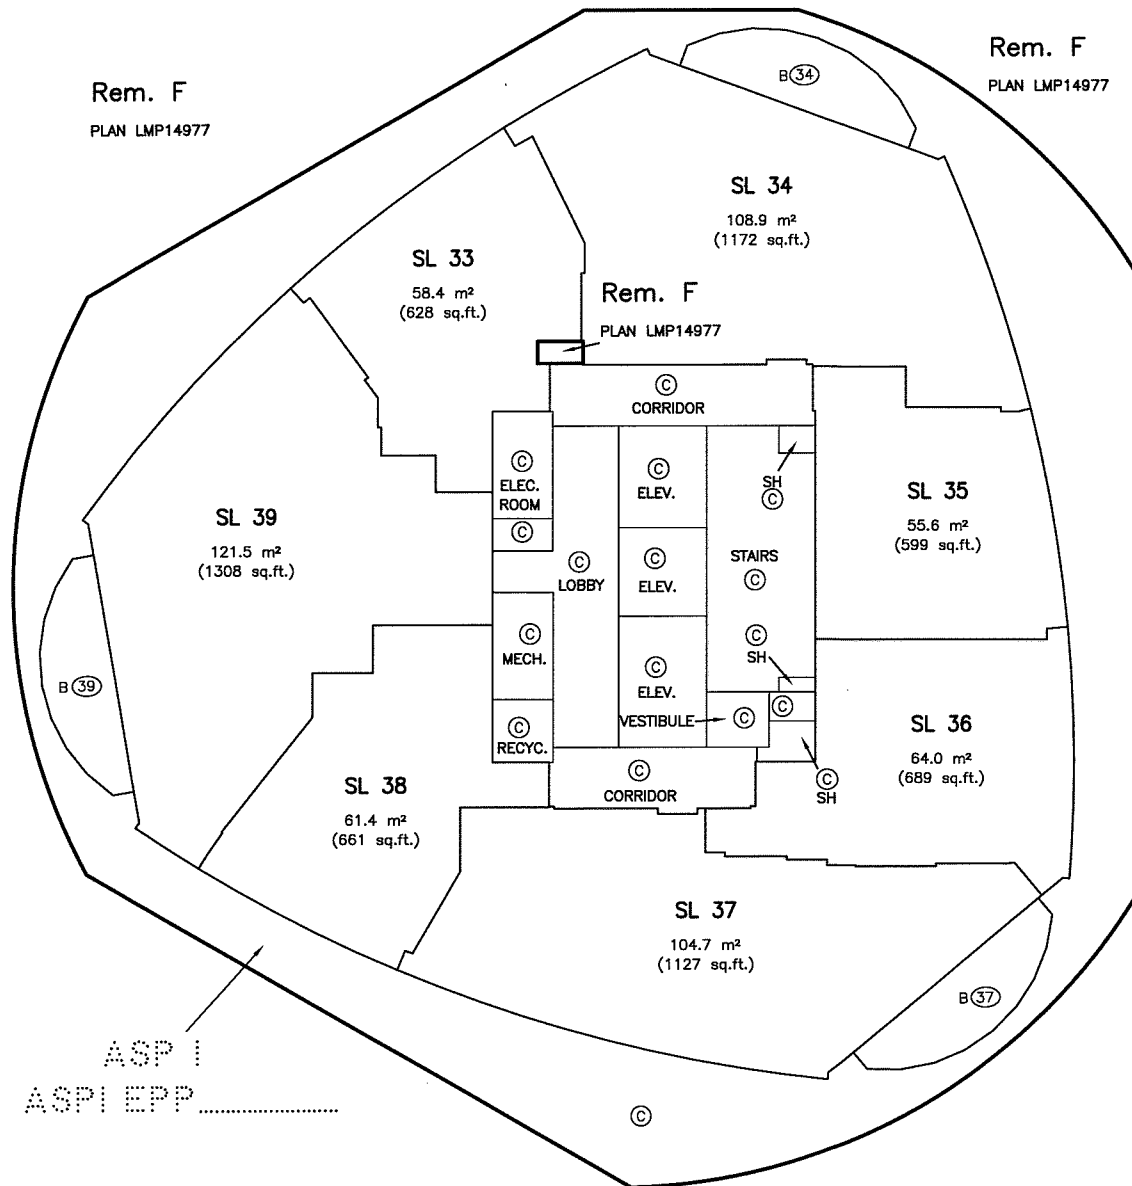 Rem. F
PLAN LMP14977
Rem. F
PLAN LMP14977
B 34
SL 34
108.9 m²
(1172 sq.ft.)
SL 33
58.4 m²
(628 sq.ft.)
Rem. F
PLAN LMP14977
C
CORRIDOR
C
ELEC.
ROOM
C
C
ELEV.
SH
C
SL 35
55.6 m²
(599 sq.ft.)
SL 39
121.5 m²
(1308 sq.ft.)
C
LOBBY
C
ELEV.
STAIRS
C
C
MECH.
C
SH
B 39
C
ELEV.
C
RECYC.
VESTIBULE
C
C
SL 36
64.0 m²
(689 sq.ft.)
C
CORRIDOR
C
SH
SL 38
61.4 m²
(661 sq.ft.)
SL 37
104.7 m²
(1127 sq.ft.)
B 37
ASP 1
ASP1 EPP
C